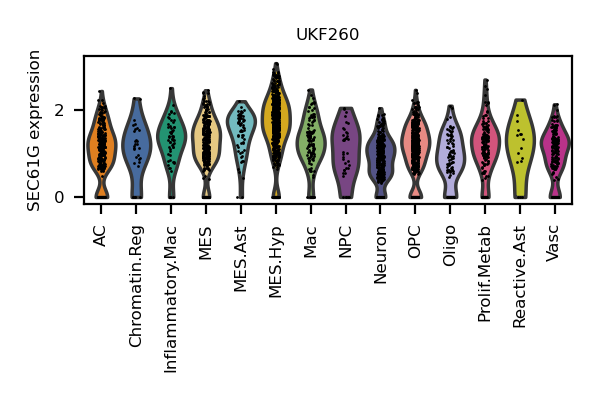 UKF260
SEC61G expression
2
0
AC
Chromatin.Reg
Inflammatory.Mac
MES
MES.Ast
MES.Hyp
Mac
NPC
Neuron
OPC
Oligo
Prolif.Metab
Reactive.Ast
Vasc